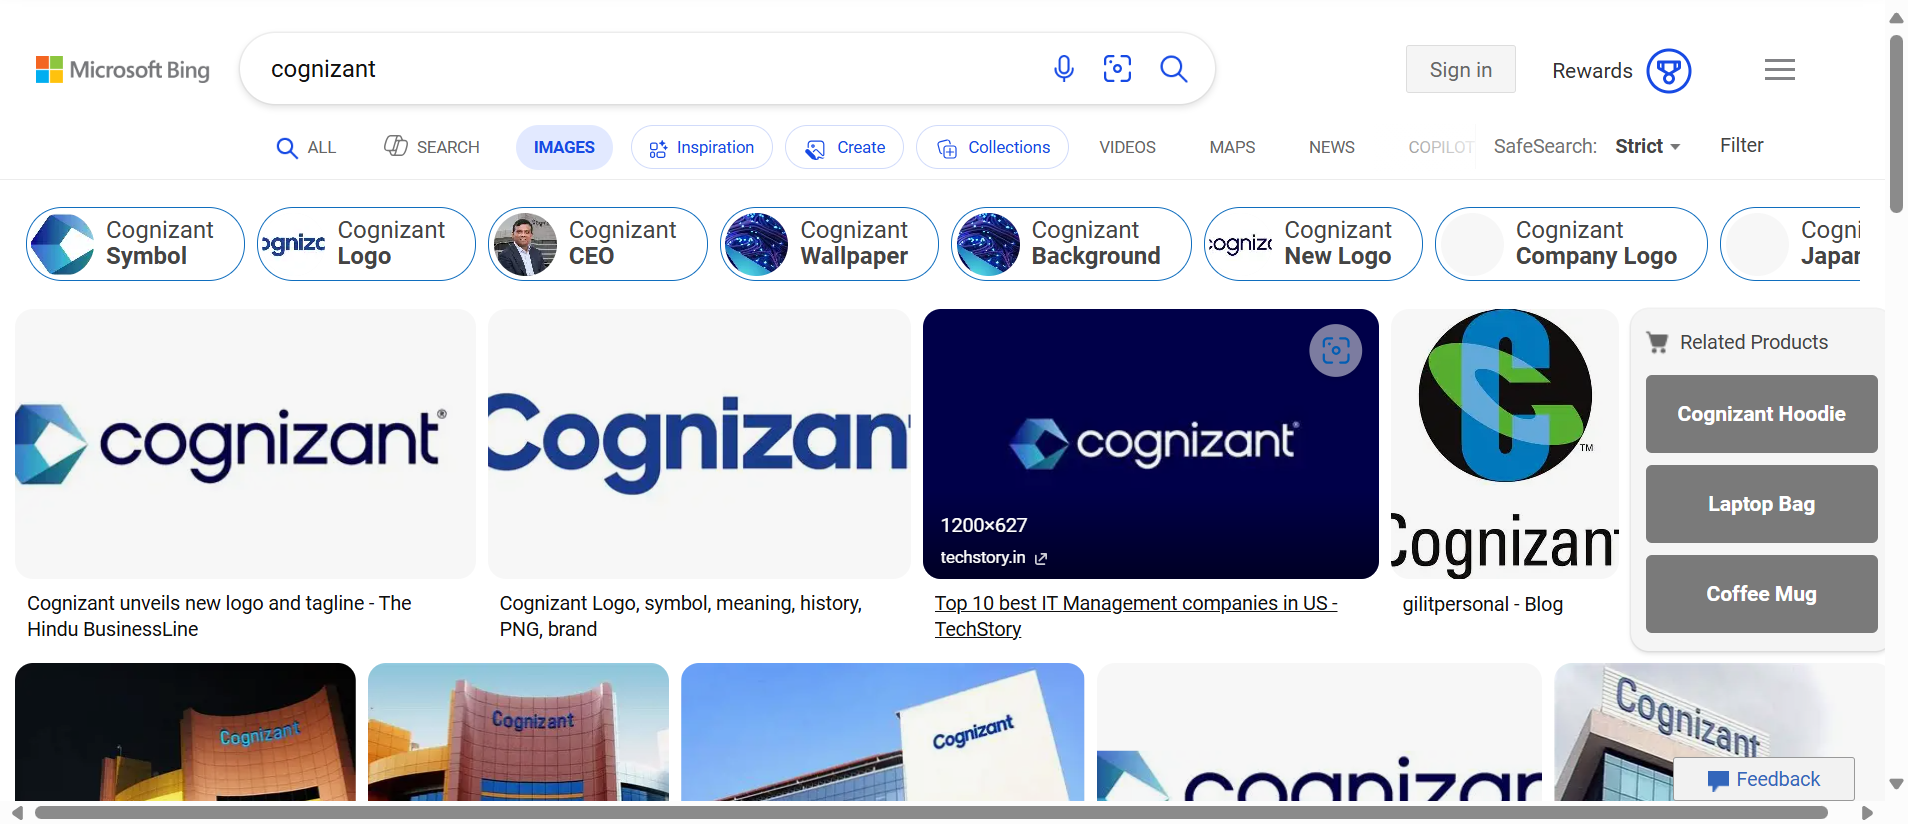 Microsoft Bing
cognizant
Sign in
Rewards
ALL
SEARCH
IMAGES
Inspiration
Create
Collections
VIDEOS
MAPS
NEWS
COPILOT
SafeSearch: Strict
Filter
Cognizant
Symbol
Cognizant
Logo
Cognizant
CEO
Cognizant
Wallpaper
Cognizant
Background
Cognizant
New Logo
Cognizant
Company Logo
Cogni
Japan
cognizant®
Cognizan
cognizant®
1200×627
techstory.in
TM
Cognizant
Related Products
Cognizant Hoodie
Laptop Bag
Coffee Mug
Cognizant unveils new logo and tagline - The
Hindu BusinessLine
Cognizant Logo, symbol, meaning, history,
PNG, brand
Top 10 best IT Management companies in US -
TechStory
gilitpersonal - Blog
Cognizant
Cognizant
Cognizant
cognizar
Cognizant
Feedback